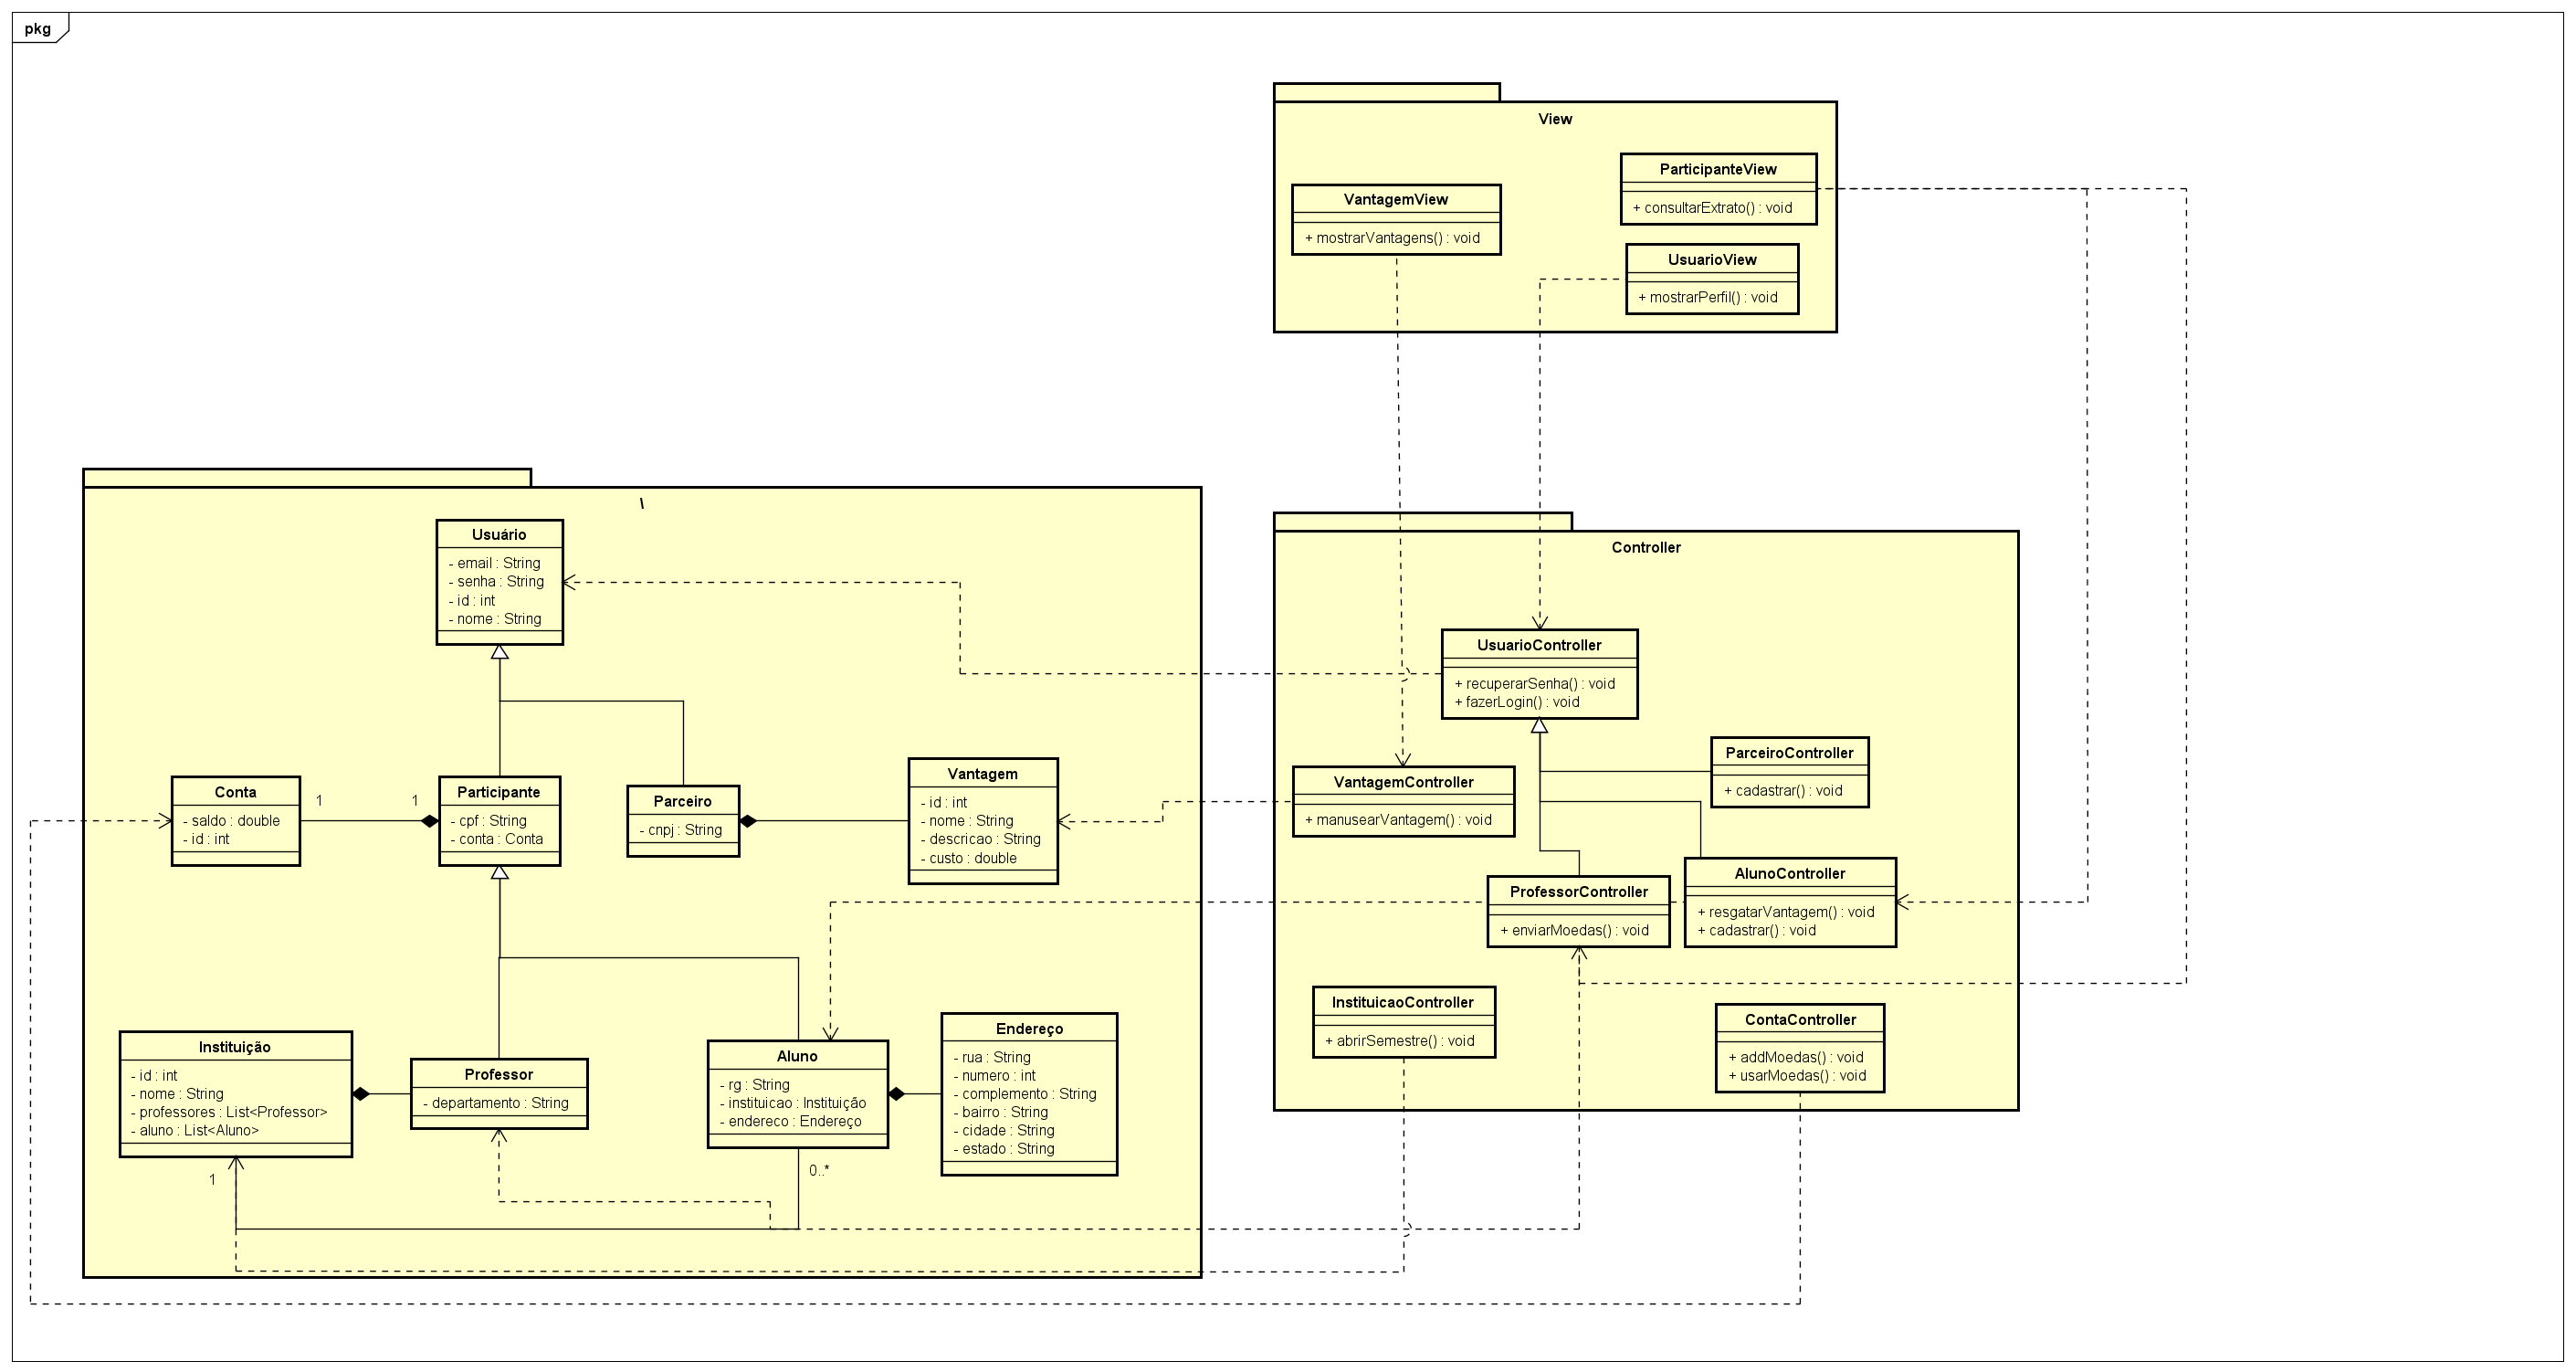 pkg
View
VantagemView
+ mostrarVantagens() : void
ParticipanteView
+ consultarExtrato() : void
UsuarioView
+ mostrarPerfil() : void
\
Usuário
- email : String
- senha : String
- id : int
- nome : String
Conta
- saldo : double
- id : int
1
1
Participante
- cpf : String
- conta : Conta
Parceiro
- cnpj : String
Vantagem
- id : int
- nome : String
- descricao : String
- custo : double
Instituição
- id : int
- nome : String
- professores : List<Professor>
- aluno : List<Aluno>
1
Professor
- departamento : String
Aluno
- rg : String
- instituicao : Instituição
- endereco : Endereço
0..*
Endereço
- rua : String
- numero : int
- complemento : String
- bairro : String
- cidade : String
- estado : String
Controller
UsuarioController
+ recuperarSenha() : void
+ fazerLogin() : void
ParceiroController
+ cadastrar() : void
VantagemController
+ manusearVantagem() : void
ProfessorController
+ enviarMoedas() : void
AlunoController
+ resgatarVantagem() : void
+ cadastrar() : void
InstituicaoController
+ abrirSemestre() : void
ContaController
+ addMoedas() : void
+ usarMoedas() : void